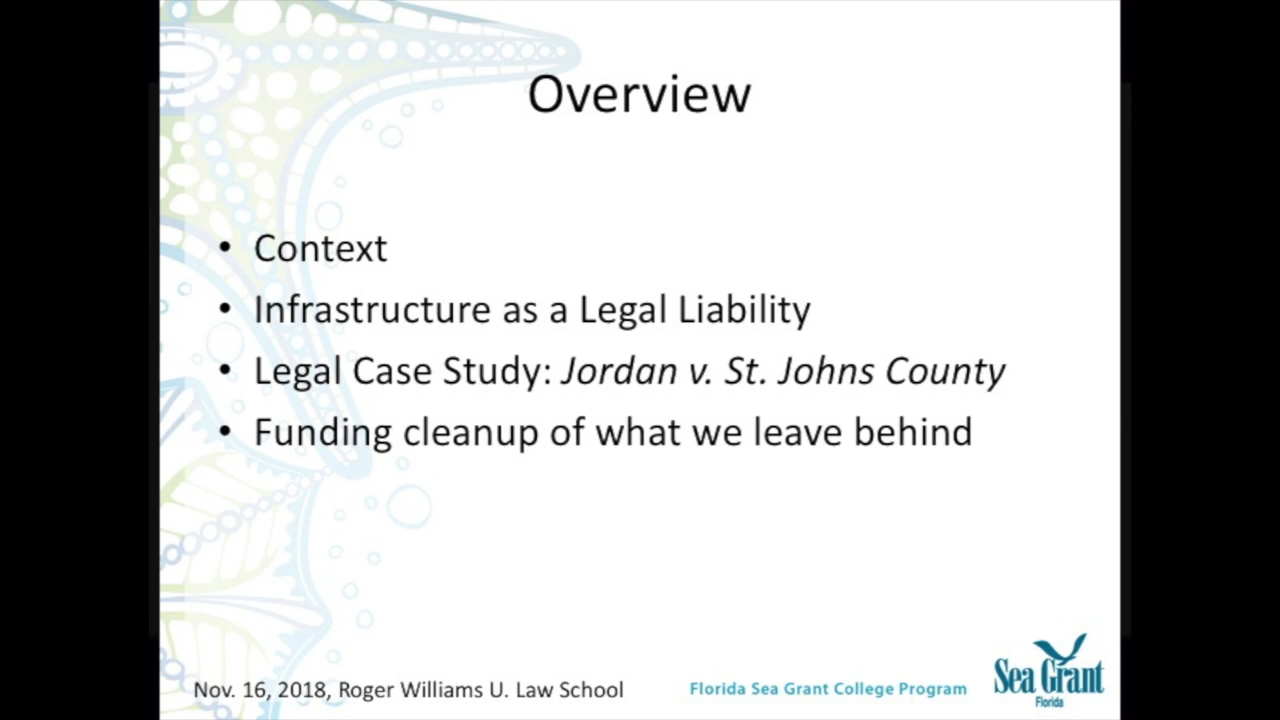 Overview
• Context
• Infrastructure as a Legal Liability
• Legal Case Study: Jordan v. St. Johns County
• Funding cleanup of what we leave behind
Nov. 16, 2018, Roger Williams U. Law School
Florida Sea Grant College Program
Sea Grant
Florida